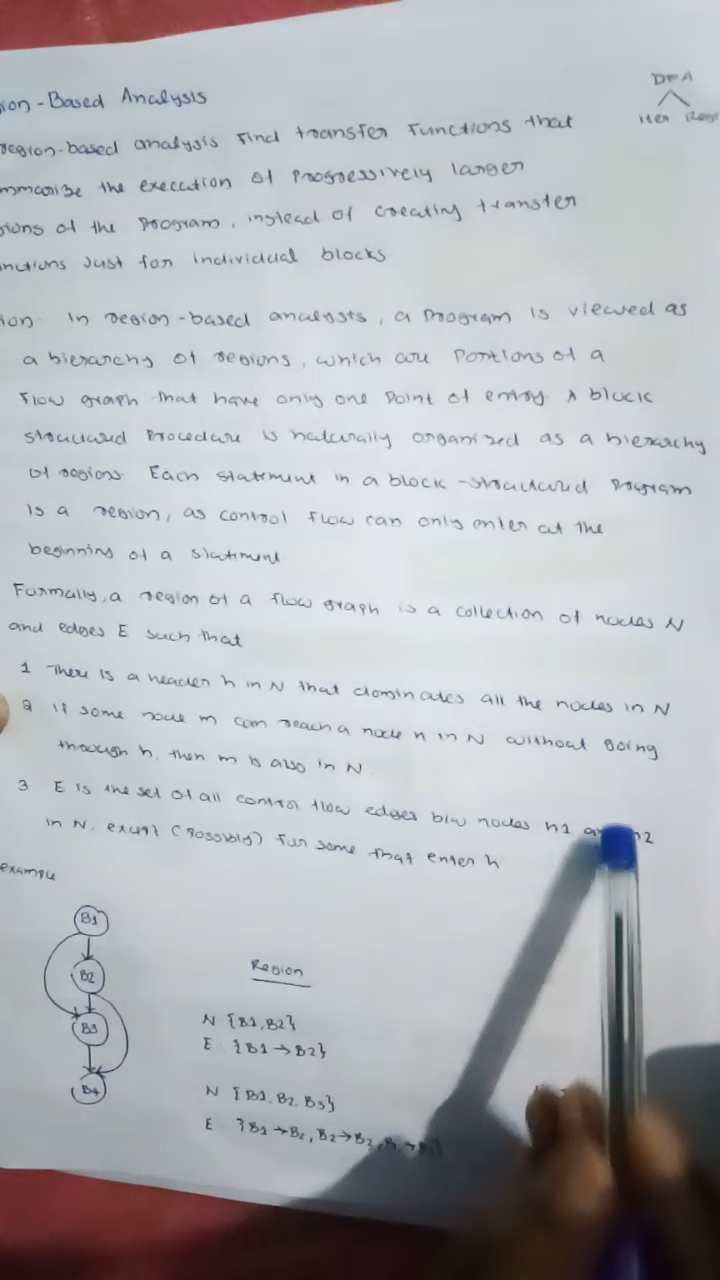 ion-Based Analysis
DFA
Iter Regi
region-based analysis find transfer functions that
mmarize the execution of progressively larger
gions of the program, instead of creating transfer
nctions Just for individual blocks
ion. In region-based analysis, a program is viewed as
a hierarchy of regions, which are portions of a
flow graph that have only one point of entry A block
structured procedure is naturally organized as a hierarchy
of regions Each statement in a block-structured program
is a region, as control flow can only enter at the
beginning of a statement
Formally, a region of a flow graph is a collection of nodes N
and edges E such that
1 There is a header h in N that dominates all the nodes in N
2 If some node m can reach a node n in N without going
through h, then m is also in N
3 E is the set of all control flow edges b/w nodes n1 n2
in N, except (possibly) for some that enter h
example
B1
B2
B3
B4
Region
N {B1, B2}
E {B1→B2}
N {B1, B2, B3}
E {B1→B2, B2→B3,